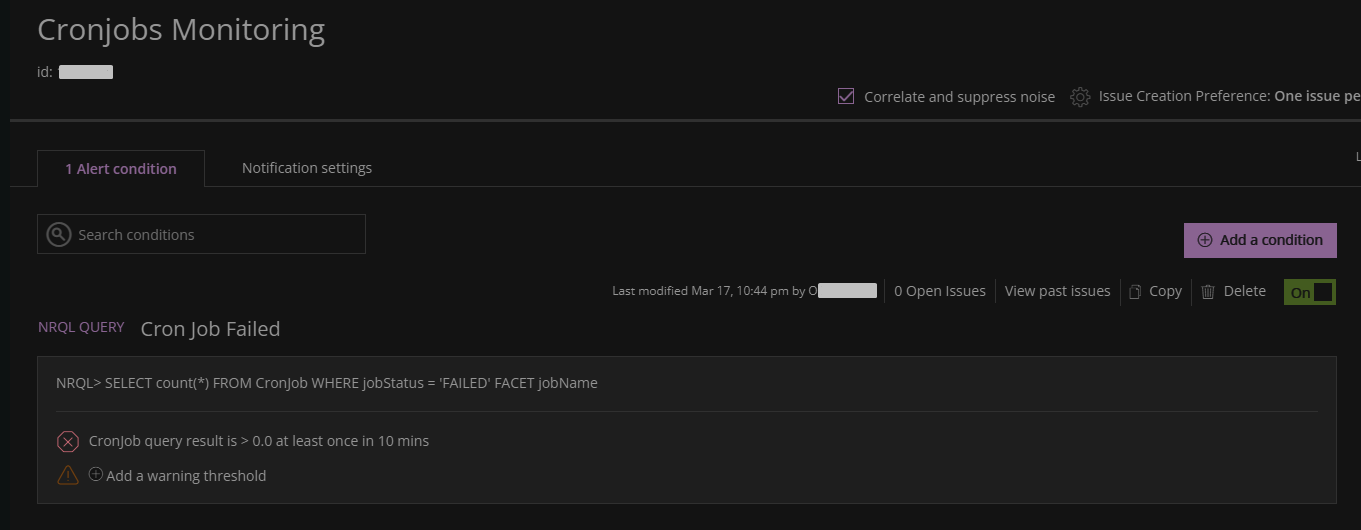 Cronjobs Monitoring
id:
Correlate and suppress noise Issue Creation Preference: One issue pe
1 Alert condition Notification settings L
Search conditions
Add a condition
Last modified Mar 17, 10:44 pm by O 0 Open Issues View past issues Copy Delete On
NRQL QUERY Cron Job Failed
NRQL> SELECT count(*) FROM CronJob WHERE jobStatus = 'FAILED' FACET jobName
CronJob query result is > 0.0 at least once in 10 mins
Add a warning threshold